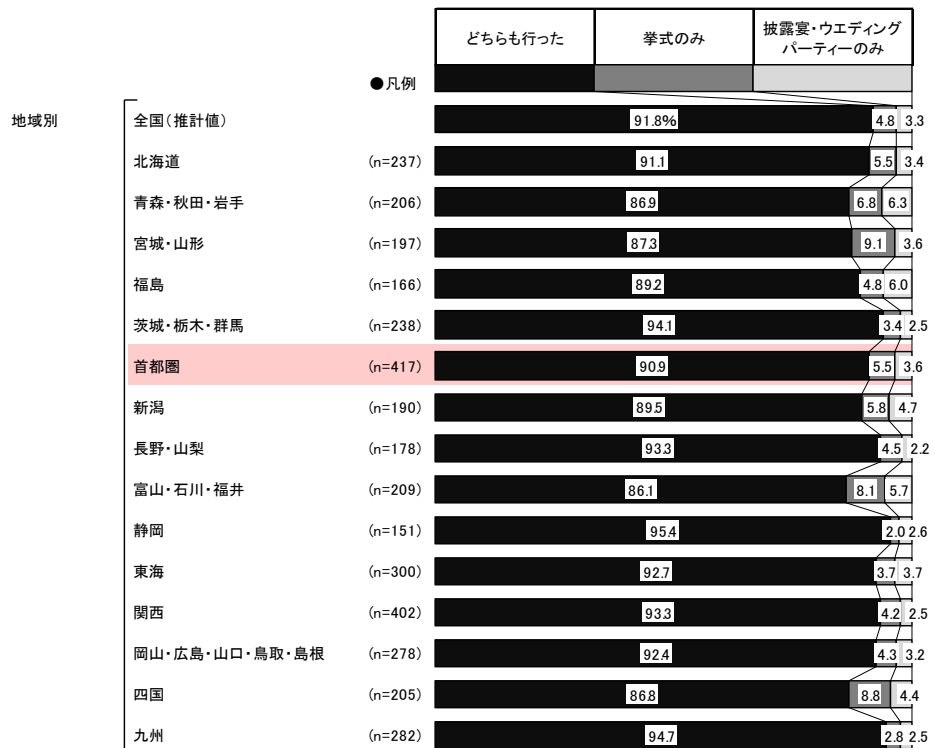 どちらも行った 挙式のみ 披露宴・ウエディング
パーティーのみ
●凡例
地域別 全国(推計値) 91.8% 4.8 3.3
北海道 (n=237) 91.1 5.5 3.4
青森・秋田・岩手 (n=206) 86.9 6.8 6.3
宮城・山形 (n=197) 87.3 9.1 3.6
福島 (n=166) 89.2 4.8 6.0
茨城・栃木・群馬 (n=238) 94.1 3.4 2.5
首都圏 (n=417) 90.9 5.5 3.6
新潟 (n=190) 89.5 5.8 4.7
長野・山梨 (n=178) 93.3 4.5 2.2
富山・石川・福井 (n=209) 86.1 8.1 5.7
静岡 (n=151) 95.4 2.0 2.6
東海 (n=300) 92.7 3.7 3.7
関西 (n=402) 93.3 4.2 2.5
岡山・広島・山口・鳥取・島根 (n=278) 92.4 4.3 3.2
四国 (n=205) 86.8 8.8 4.4
九州 (n=282) 94.7 2.8 2.5